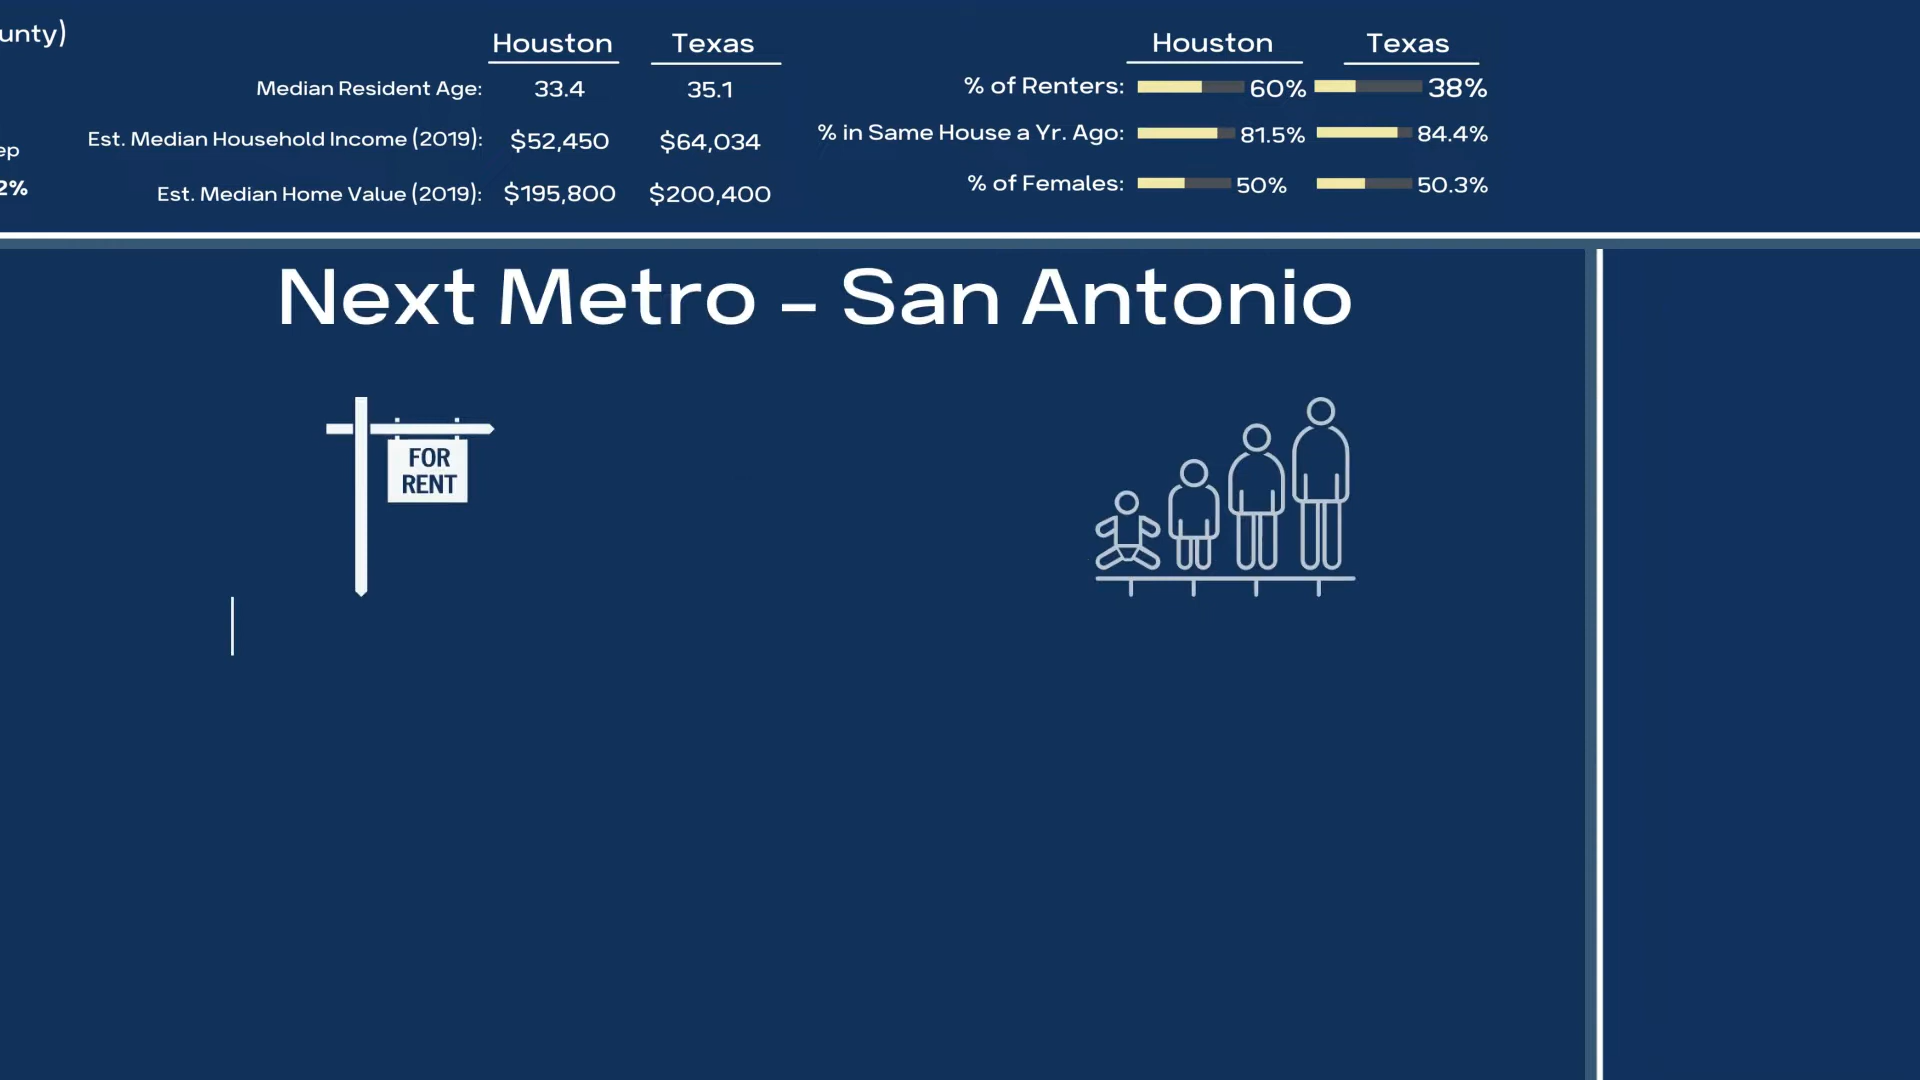 unty)
ep
2%
Houston Texas
Median Resident Age: 33.4 35.1
Est. Median Household Income (2019): $52,450 $64,034
Est. Median Home Value (2019): $195,800 $200,400
Houston Texas
% of Renters: 60% 38%
% in Same House a Yr. Ago: 81.5% 84.4%
% of Females: 50% 50.3%
Next Metro – San Antonio
FOR
RENT